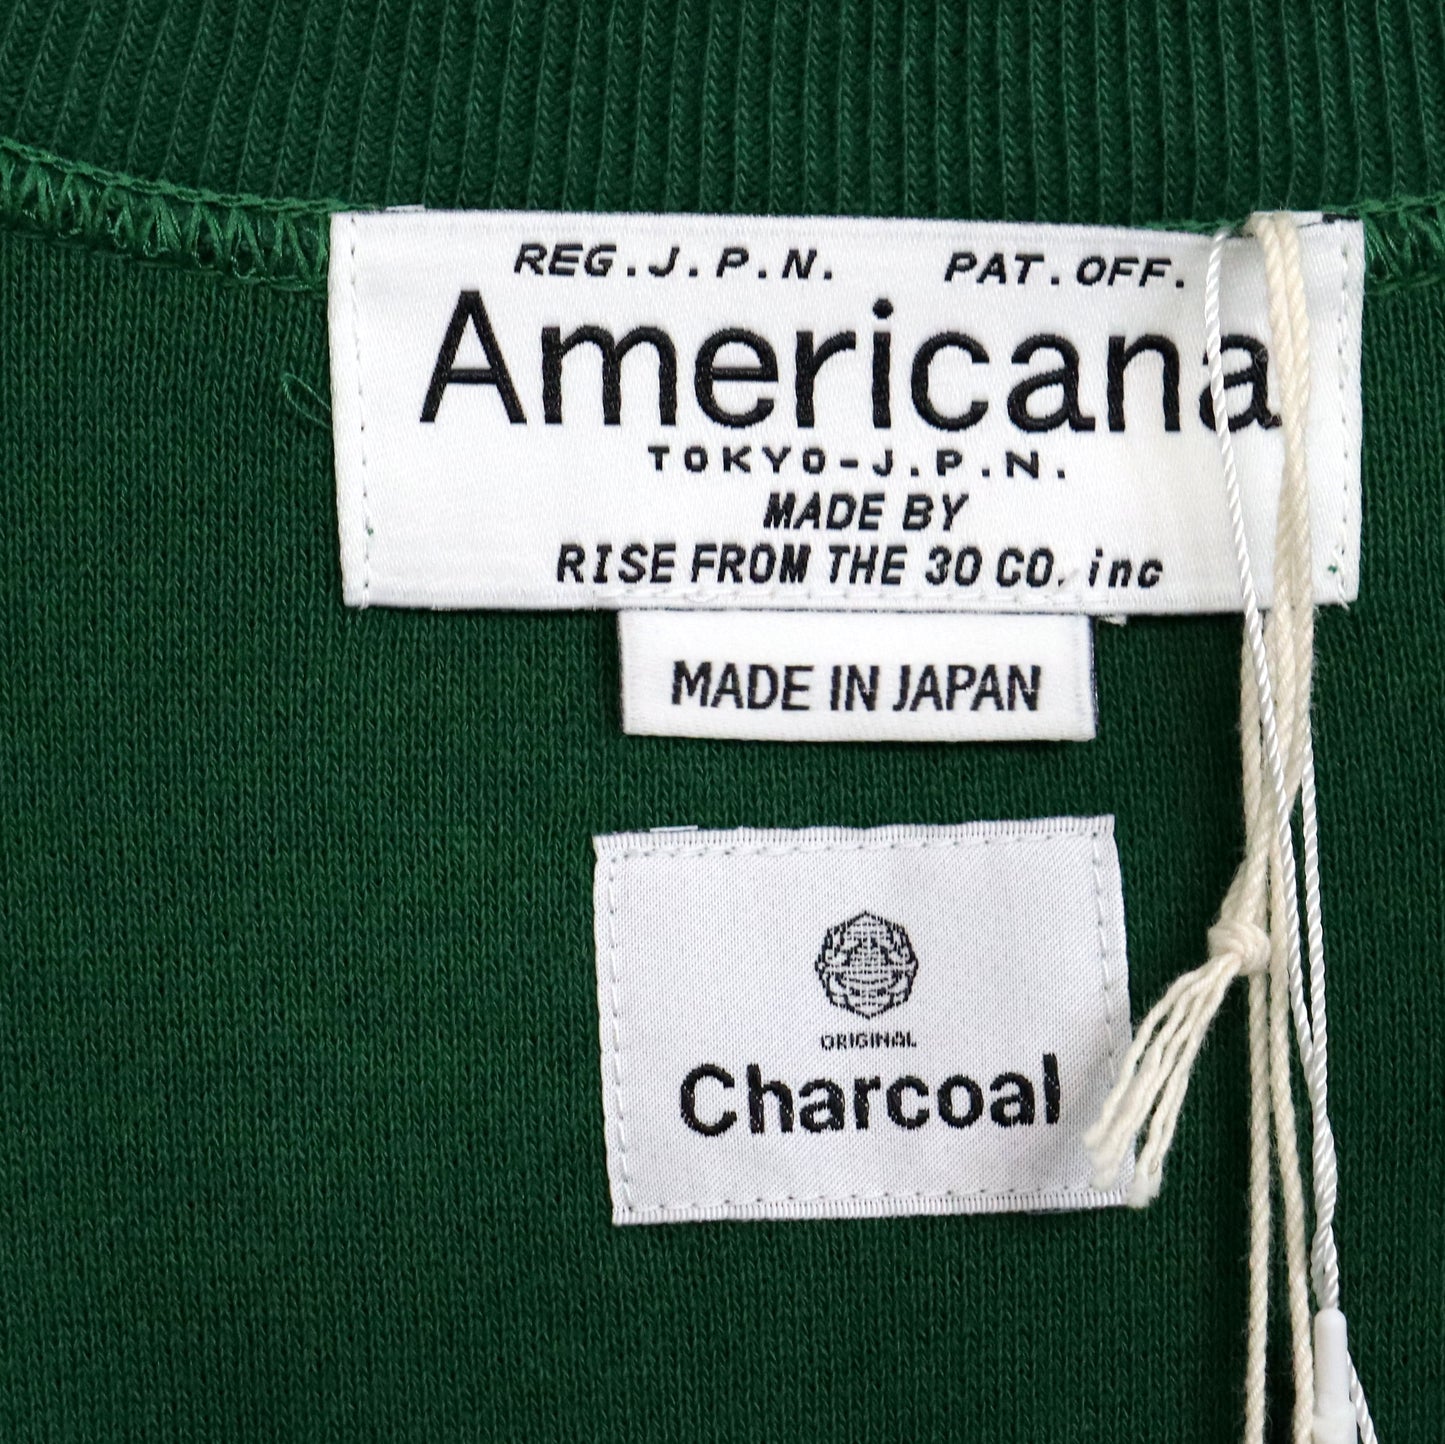 REG.J.P.N. PAT.OFF.
Americana
TOKYO-J.P.N.
MADE BY
RISE FROM THE 30 CO. inc
MADE IN JAPAN
ORIGINAL
Charcoal